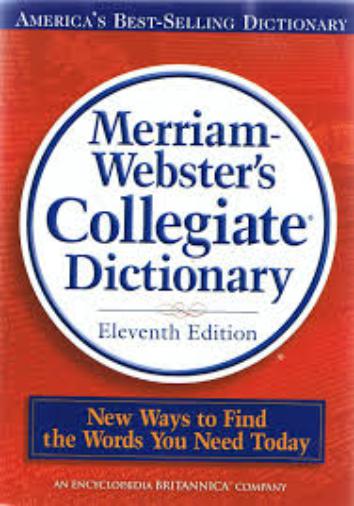 AMERICA'S BEST-SELLING DICTIONARY
Merriam-
Webster's
Collegiate®
Dictionary
Eleventh Edition
New Ways to Find
the Words You Need Today
AN ENCYCLOPÆDIA BRITANNICA® COMPANY